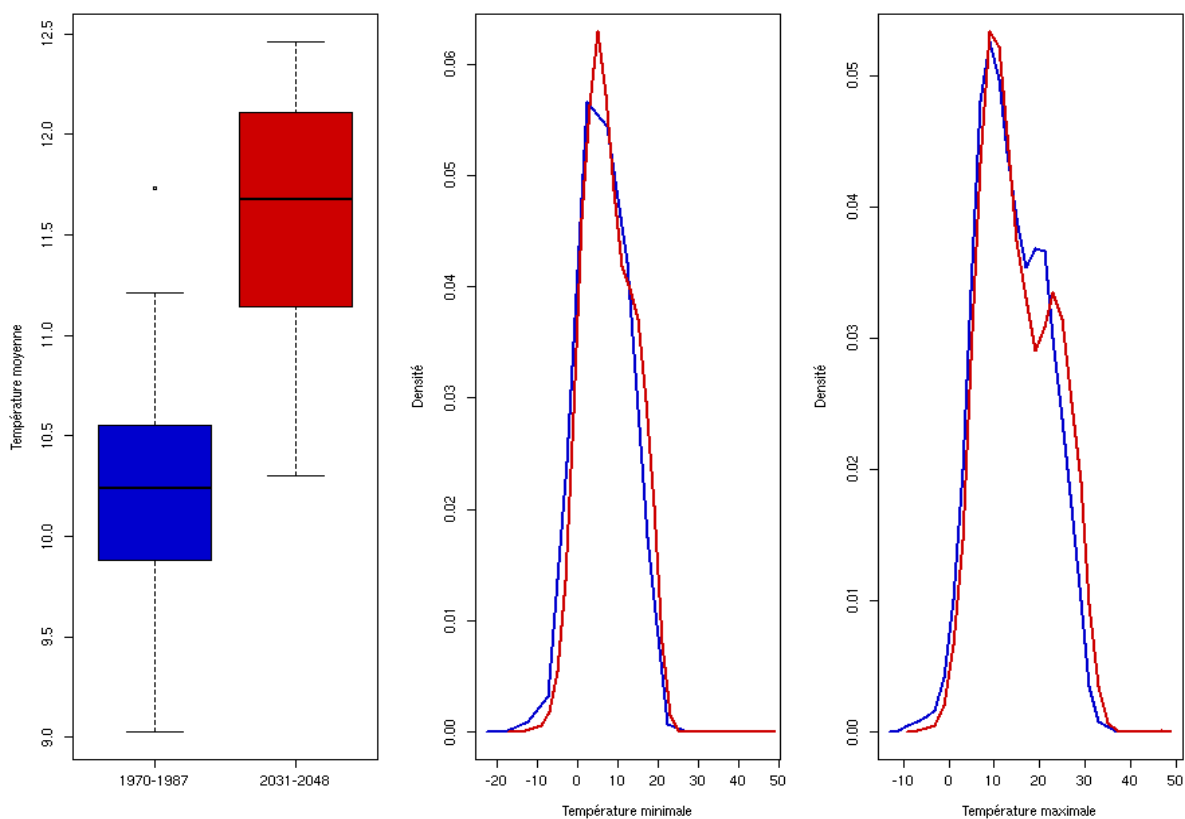 Température moyenne
9.0 9.5 10.0 10.5 11.0 11.5 12.0 12.5
1970-1987 2031-2048
Densité
0.00 0.01 0.02 0.03 0.04 0.05 0.06
-20 -10 0 10 20 30 40 50
Température minimale
Densité
0.00 0.01 0.02 0.03 0.04 0.05
-10 0 10 20 30 40 50
Température maximale